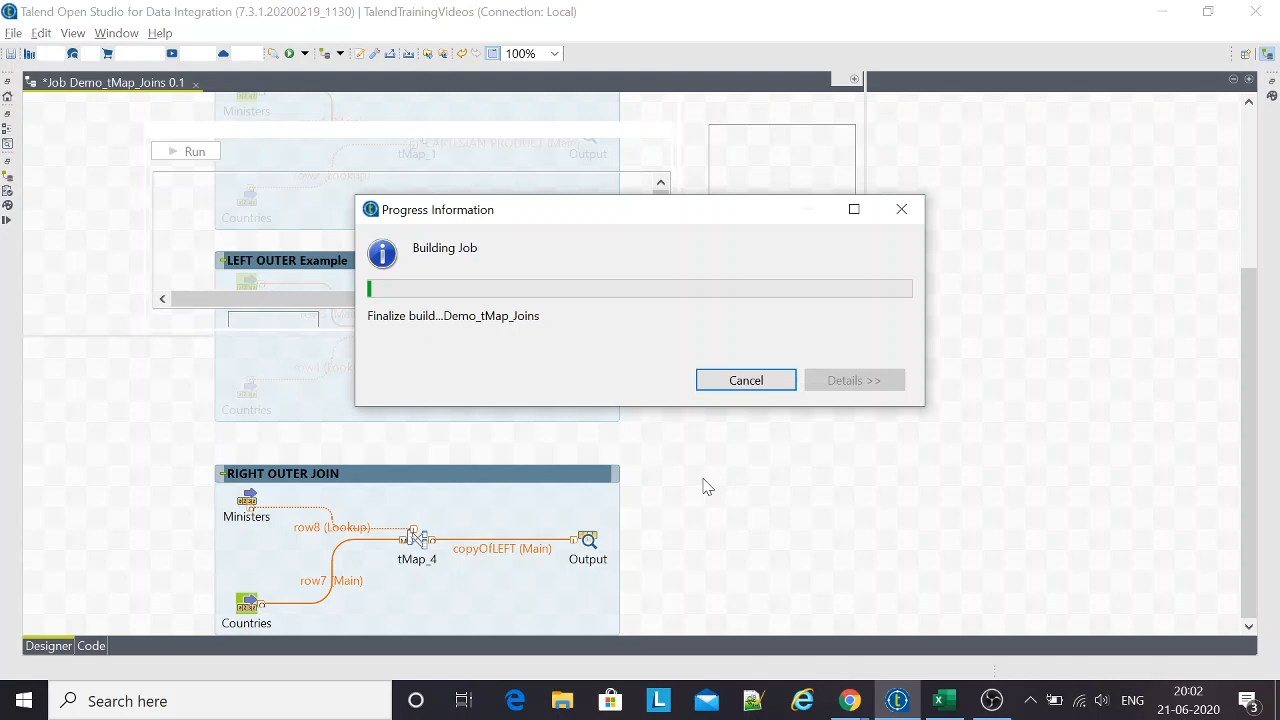 Talend Open Studio for Data Integration (7.3.1.20200219_1130) | TalendTrainingVideos (Connection: Local)
File Edit View Window Help
100%
*Job Demo_tMap_Joins 0.1
Ministers
tMap_1
Output
Run
row2 (Lookup)
Countries
Progress Information
Building Job
Finalize build...Demo_tMap_Joins
Cancel
Details >>
LEFT OUTER Example
Countries
RIGHT OUTER JOIN
Ministers
row8 (Lookup)
copyOfLEFT (Main)
tMap_4
Output
row7 (Main)
Countries
Designer Code
Search here
ENG
20:02
21-06-2020
3